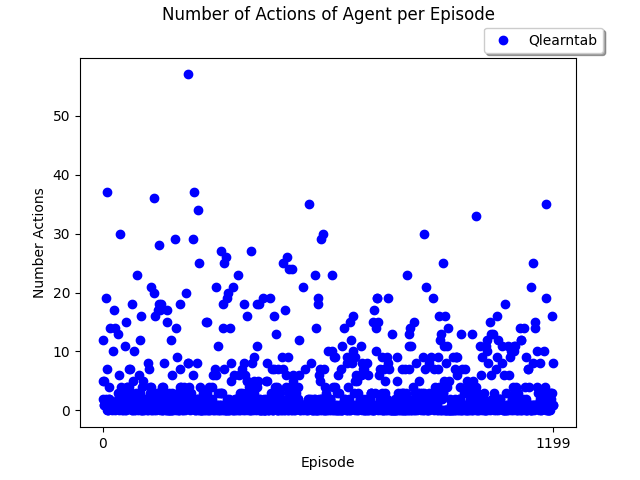 Number of Actions of Agent per Episode
Qlearntab
50
40
30
20
10
0
Number Actions
0
1199
Episode